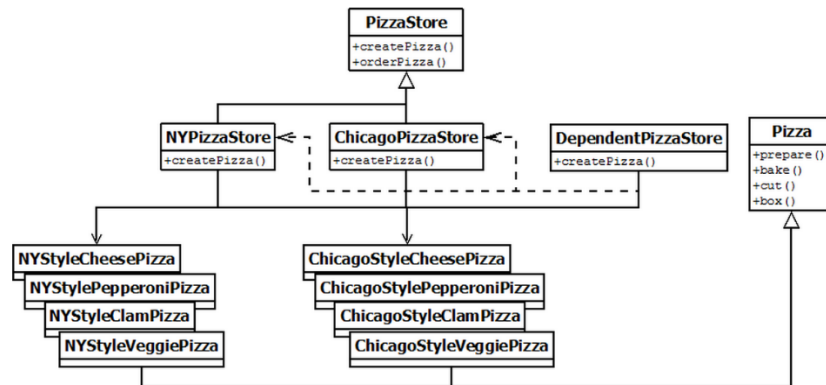 PizzaStore
+createPizza()
+orderPizza()
NYPizzaStore
+createPizza()
ChicagoPizzaStore
+createPizza()
DependentPizzaStore
+createPizza()
Pizza
+prepare()
+bake()
+cut()
+box()
NYStyleCheesePizza
NYStylePepperoniPizza
NYStyleClamPizza
NYStyleVeggiePizza
ChicagoStyleCheesePizza
ChicagoStylePepperoniPizza
ChicagoStyleClamPizza
ChicagoStyleVeggiePizza